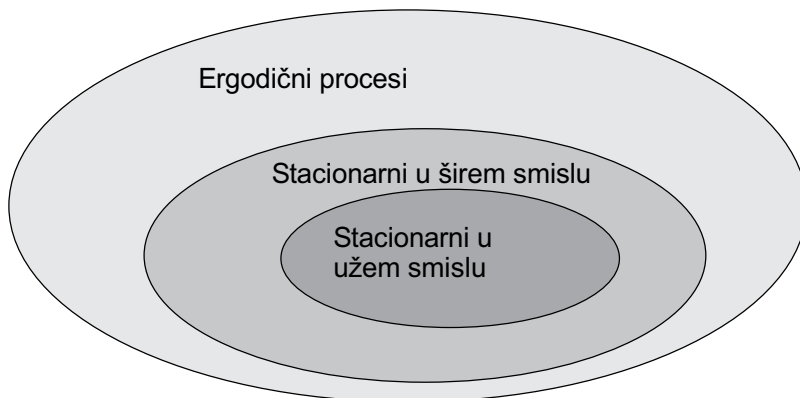 Ergodični procesi
Stacionarni u širem smislu
Stacionarni u
užem smislu